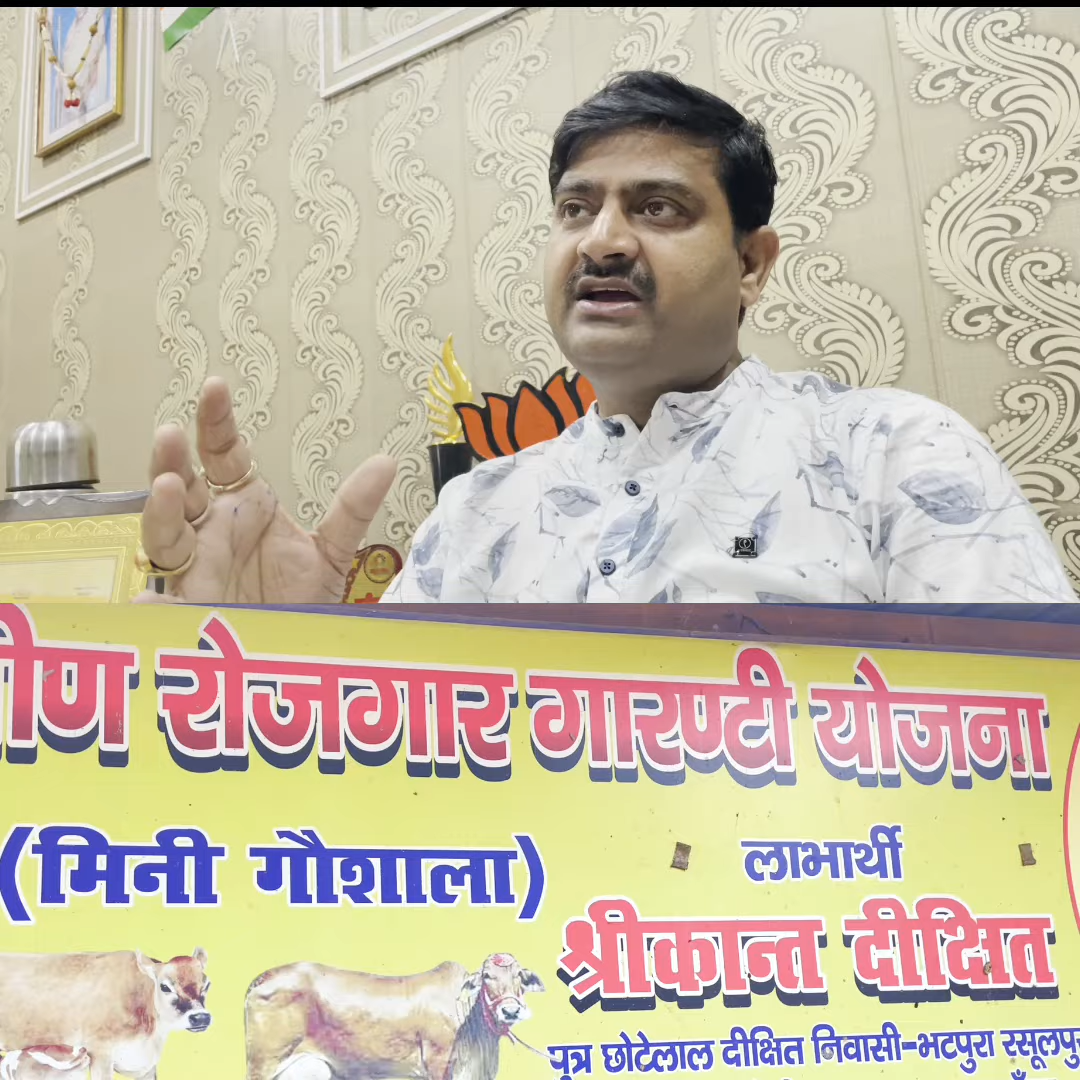 रोजगार गारण्टी योजना
(मिनी गौशाला)
लाभार्थी
श्रीकान्त दीक्षित
पुत्र छोटेलाल दीक्षित निवासी-भटपुरा रसूलपुर